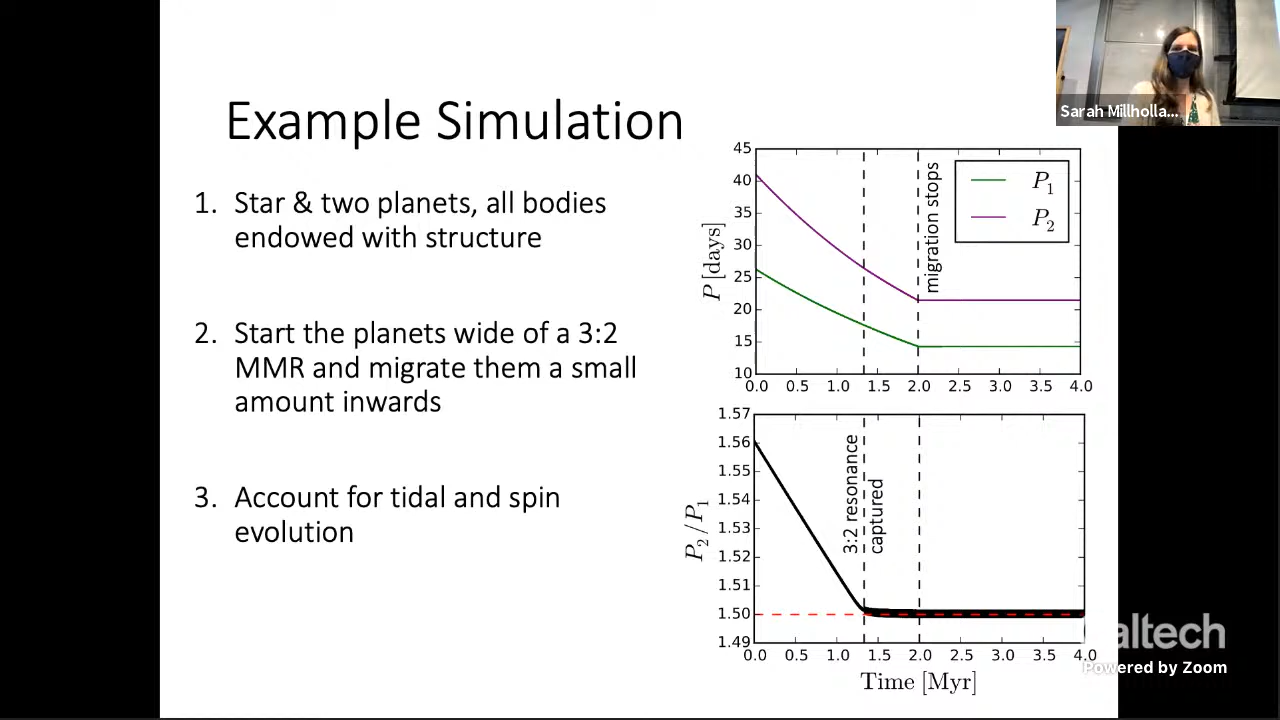 Sarah Millholla...
Example Simulation
1. Star & two planets, all bodies
endowed with structure
2. Start the planets wide of a 3:2
MMR and migrate them a small
amount inwards
3. Account for tidal and spin
evolution
45
40
35
30
25
20
15
10
P [days]
migration stops
P1
P2
0.0 0.5 1.0 1.5 2.0 2.5 3.0 3.5 4.0
1.57
1.56
1.55
1.54
1.53
1.52
1.51
1.50
1.49
P2/P1
3:2 resonance
captured
0.0 0.5 1.0 1.5 2.0 2.5 3.0 3.5 4.0
Time [Myr]
altech
Powered by Zoom